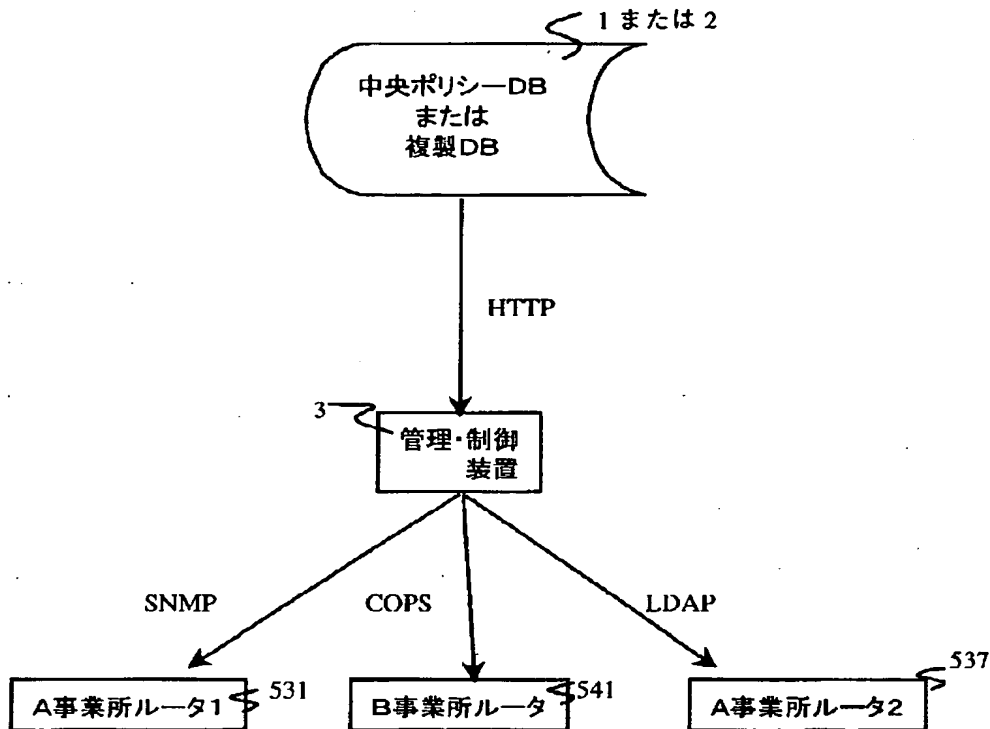 1 または 2
中央ポリシーDB
または
複製DB
HTTP
3
管理・制御
装置
SNMP
COPS
LDAP
A事業所ルータ1
531
B事業所ルータ
541
A事業所ルータ2
537